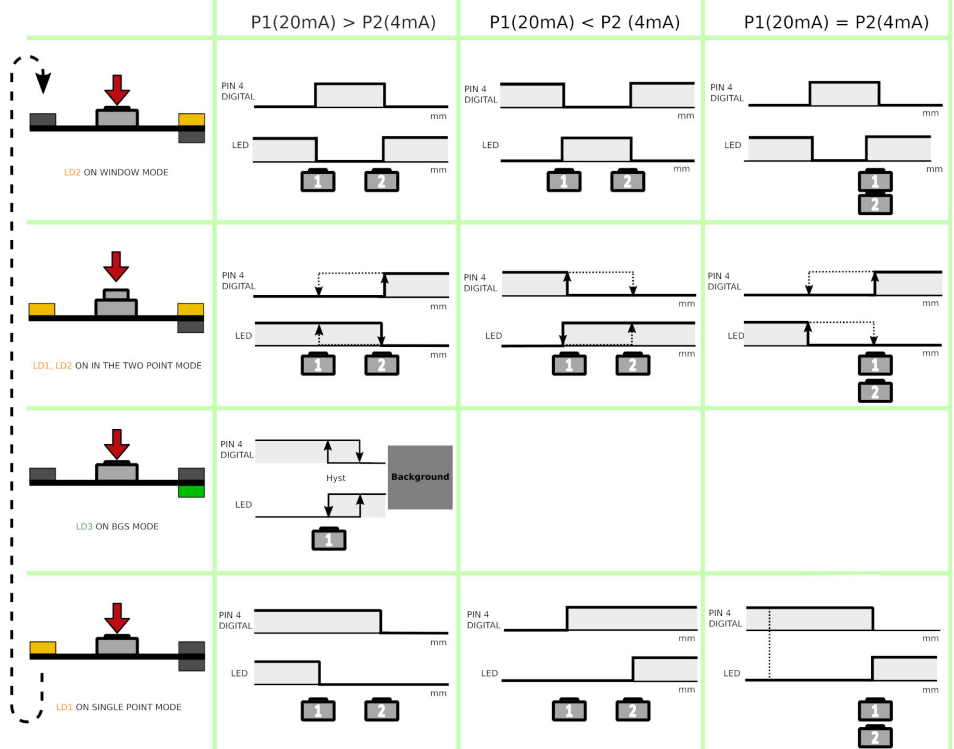 P1(20mA) > P2(4mA)
P1(20mA) < P2 (4mA)
P1(20mA) = P2(4mA)
LD2 ON WINDOW MODE
PIN 4
DIGITAL
mm
LED
mm
1
2
PIN 4
DIGITAL
mm
LED
mm
1
2
PIN 4
DIGITAL
mm
LED
mm
1
2
LD1, LD2 ON IN THE TWO POINT MODE
PIN 4
DIGITAL
mm
LED
mm
1
2
PIN 4
DIGITAL
mm
LED
mm
1
2
PIN 4
DIGITAL
mm
LED
mm
1
2
LD3 ON BGS MODE
PIN 4
DIGITAL
Hyst
Background
LED
1
LD1 ON SINGLE POINT MODE
PIN 4
DIGITAL
mm
LED
mm
1
2
PIN 4
DIGITAL
mm
LED
mm
1
2
PIN 4
DIGITAL
mm
LED
mm
1
2